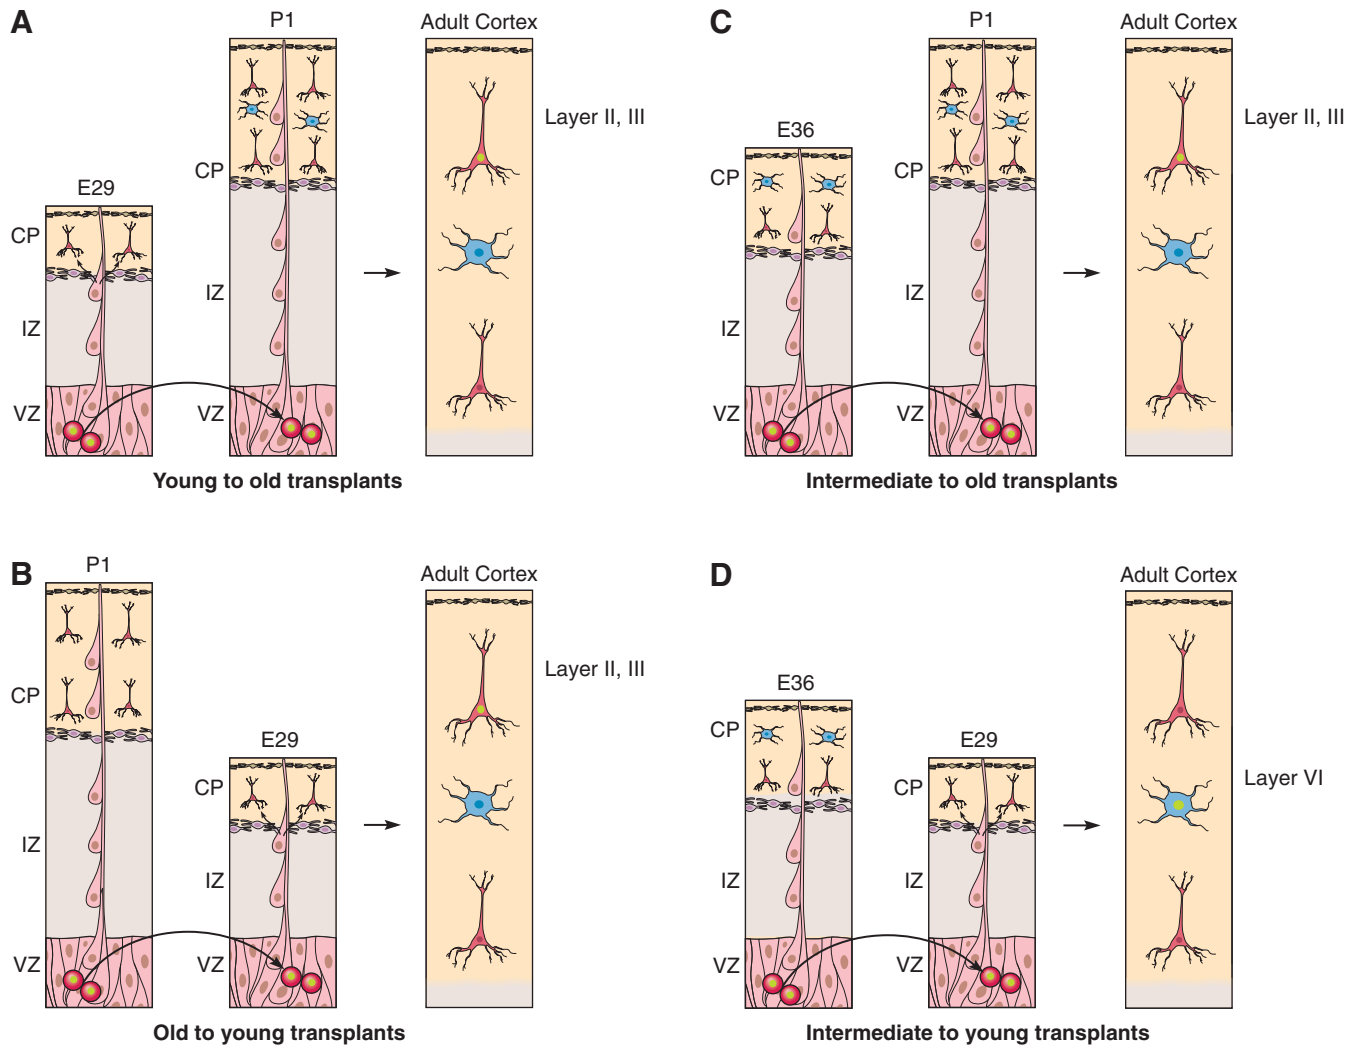 A
P1
Adult Cortex
Layer II, III
E29
CP
CP
IZ
IZ
VZ
VZ
Young to old transplants
C
P1
Adult Cortex
Layer II, III
E36
CP
CP
IZ
IZ
VZ
VZ
Intermediate to old transplants
B
P1
Adult Cortex
Layer II, III
CP
E29
CP
IZ
IZ
VZ
VZ
Old to young transplants
D
Adult Cortex
E36
CP
E29
CP
Layer VI
IZ
IZ
VZ
VZ
Intermediate to young transplants